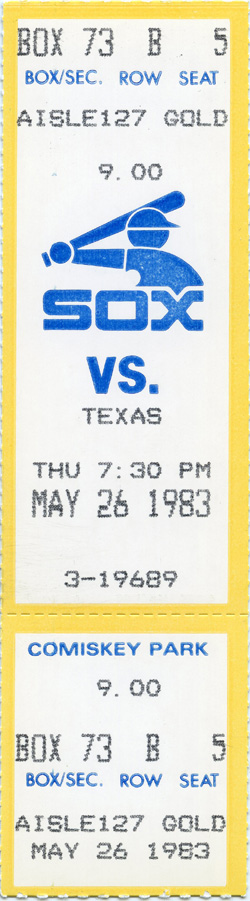 BOX 73 B 5
BOX/SEC. ROW SEAT
AISLE127 GOLD
9.00
SOX
VS.
TEXAS
THU 7:30 PM
MAY 26 1983
3-19689
COMISKEY PARK
9.00
BOX 73 B 5
BOX/SEC. ROW SEAT
AISLE127 GOLD
MAY 26 1983